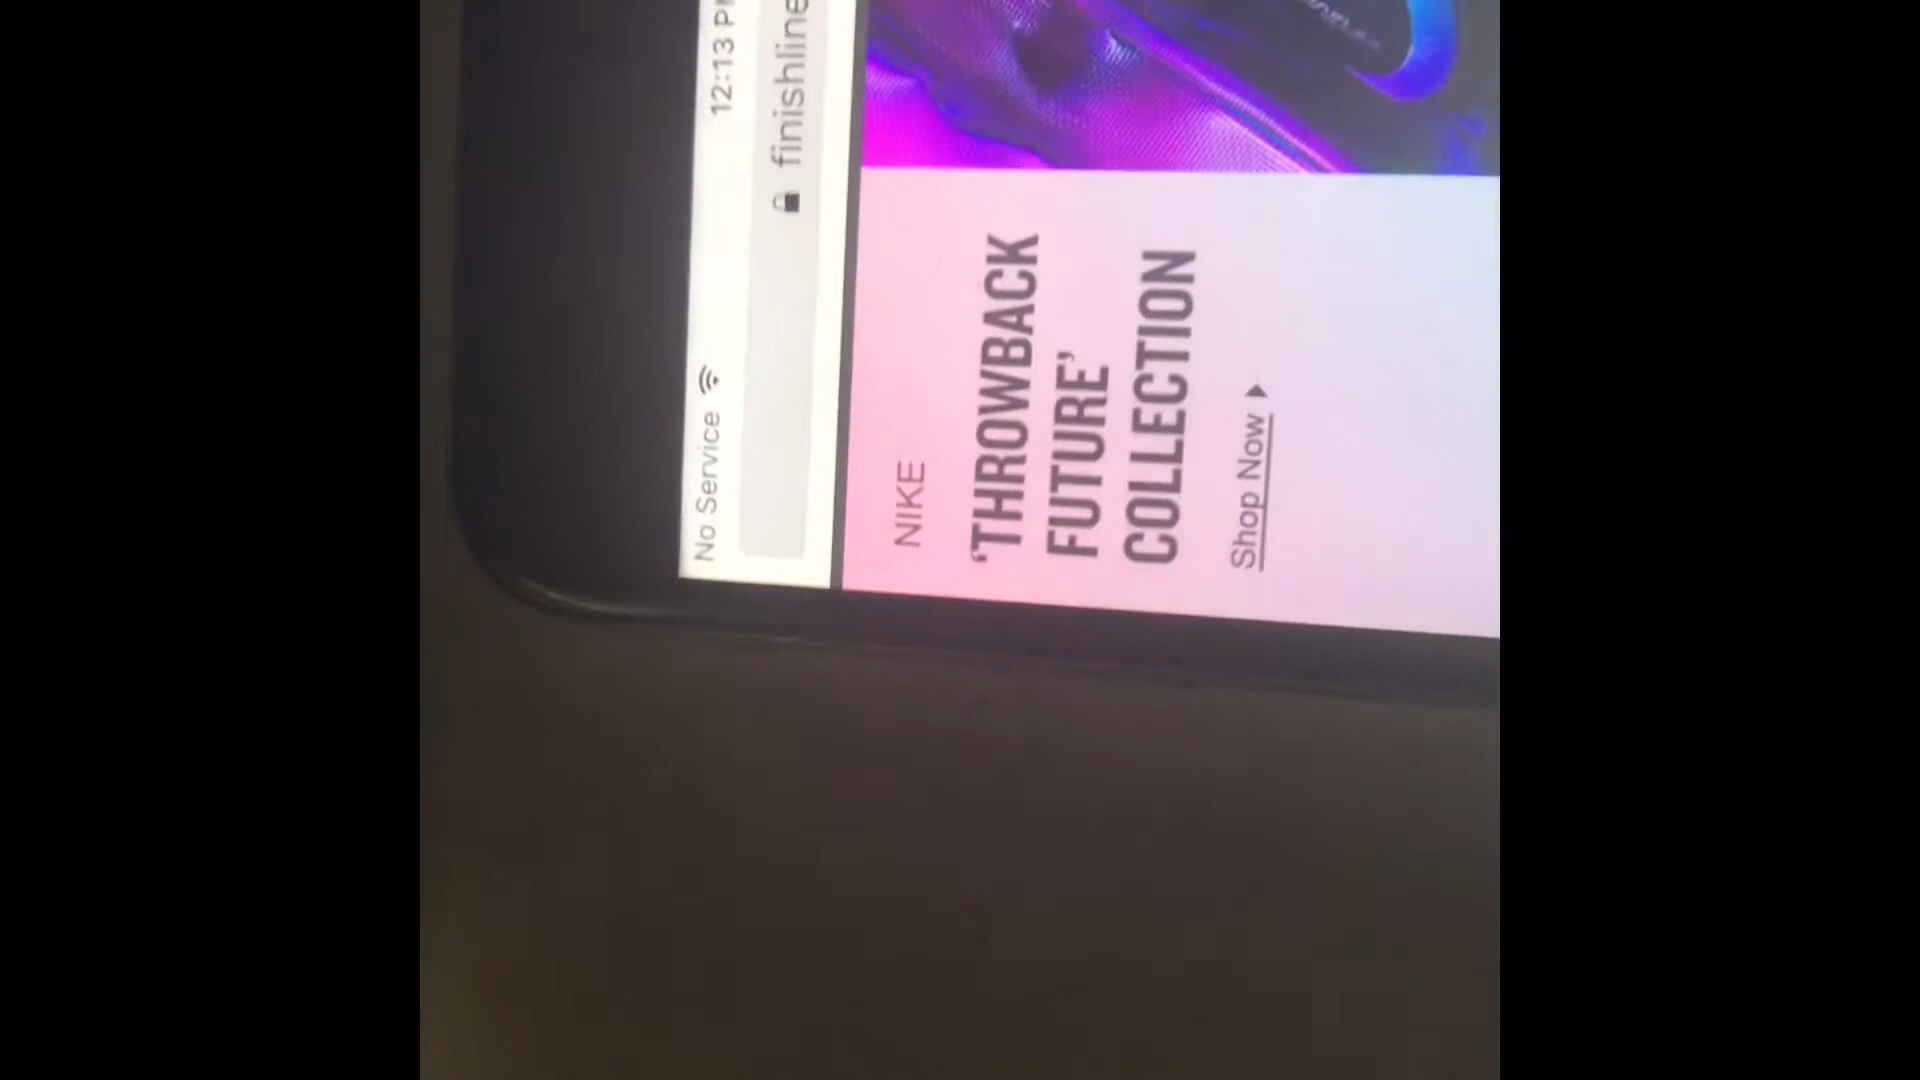 No Service 12:13 P
finishline
NIKE
‘THROWBACK
FUTURE’
COLLECTION
Shop Now